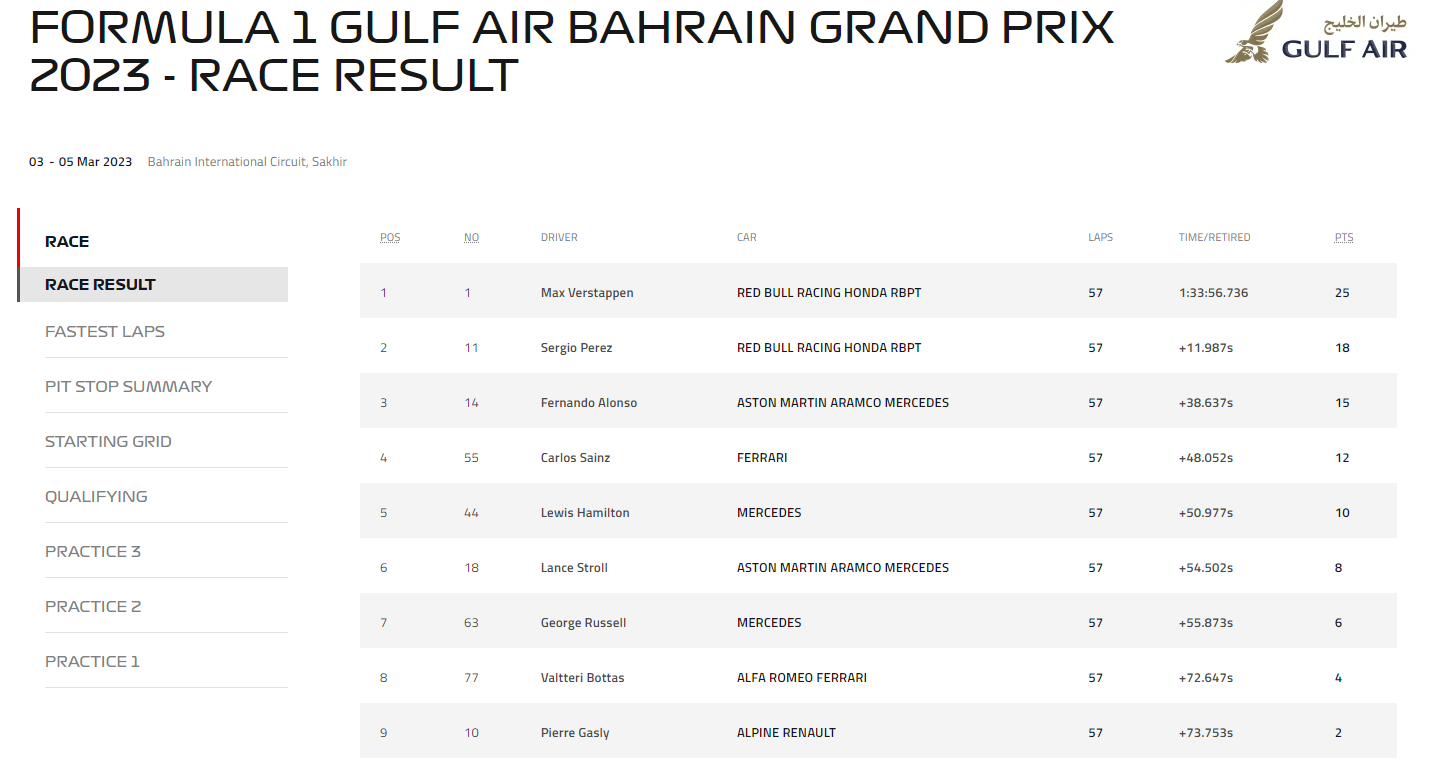 FORMULA 1 GULF AIR BAHRAIN GRAND PRIX
2023 - RACE RESULT
طيران الخليج
GULF AIR
03 - 05 Mar 2023 Bahrain International Circuit, Sakhir
RACE
RACE RESULT
FASTEST LAPS
PIT STOP SUMMARY
STARTING GRID
QUALIFYING
PRACTICE 3
PRACTICE 2
PRACTICE 1
POS NO DRIVER CAR LAPS TIME/RETIRED PTS
1 1 Max Verstappen RED BULL RACING HONDA RBPT 57 1:33:56.736 25
2 11 Sergio Perez RED BULL RACING HONDA RBPT 57 +11.987s 18
3 14 Fernando Alonso ASTON MARTIN ARAMCO MERCEDES 57 +38.637s 15
4 55 Carlos Sainz FERRARI 57 +48.052s 12
5 44 Lewis Hamilton MERCEDES 57 +50.977s 10
6 18 Lance Stroll ASTON MARTIN ARAMCO MERCEDES 57 +54.502s 8
7 63 George Russell MERCEDES 57 +55.873s 6
8 77 Valtteri Bottas ALFA ROMEO FERRARI 57 +72.647s 4
9 10 Pierre Gasly ALPINE RENAULT 57 +73.753s 2